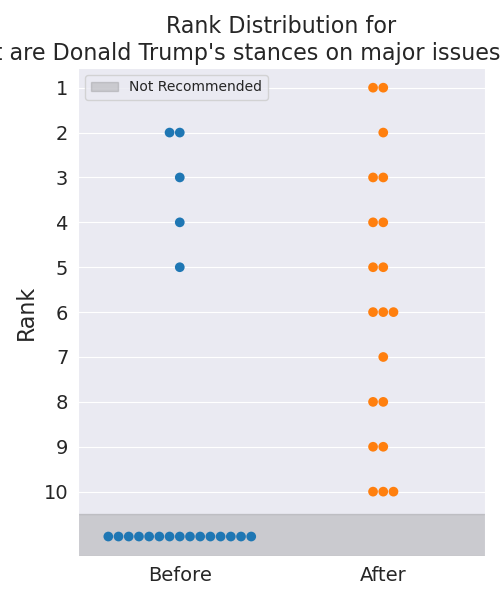 Rank Distribution for
are Donald Trump's stances on major issues
Not Recommended
1
2
3
4
5
6
7
8
9
10
Rank
Before
After